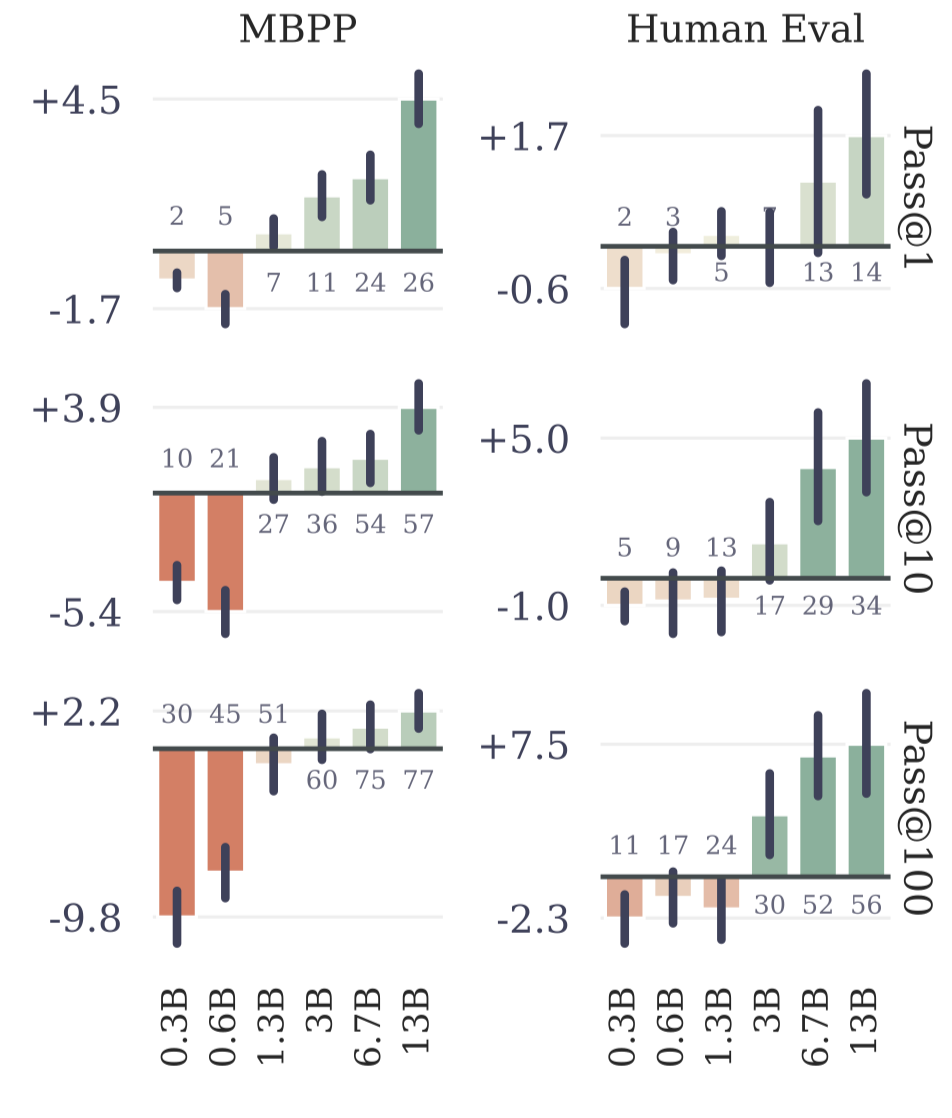 MBPP
Human Eval
+4.5
-1.7
2 5
7 11 24 26
+1.7
-0.6
2 3 7
5 13 14
Pass@1
+3.9
-5.4
10 21
27 36 54 57
+5.0
-1.0
5 9 13
17 29 34
Pass@10
+2.2
-9.8
30 45 51
60 75 77
+7.5
-2.3
11 17 24
30 52 56
Pass@100
0.3B 0.6B 1.3B 3B 6.7B 13B
0.3B 0.6B 1.3B 3B 6.7B 13B